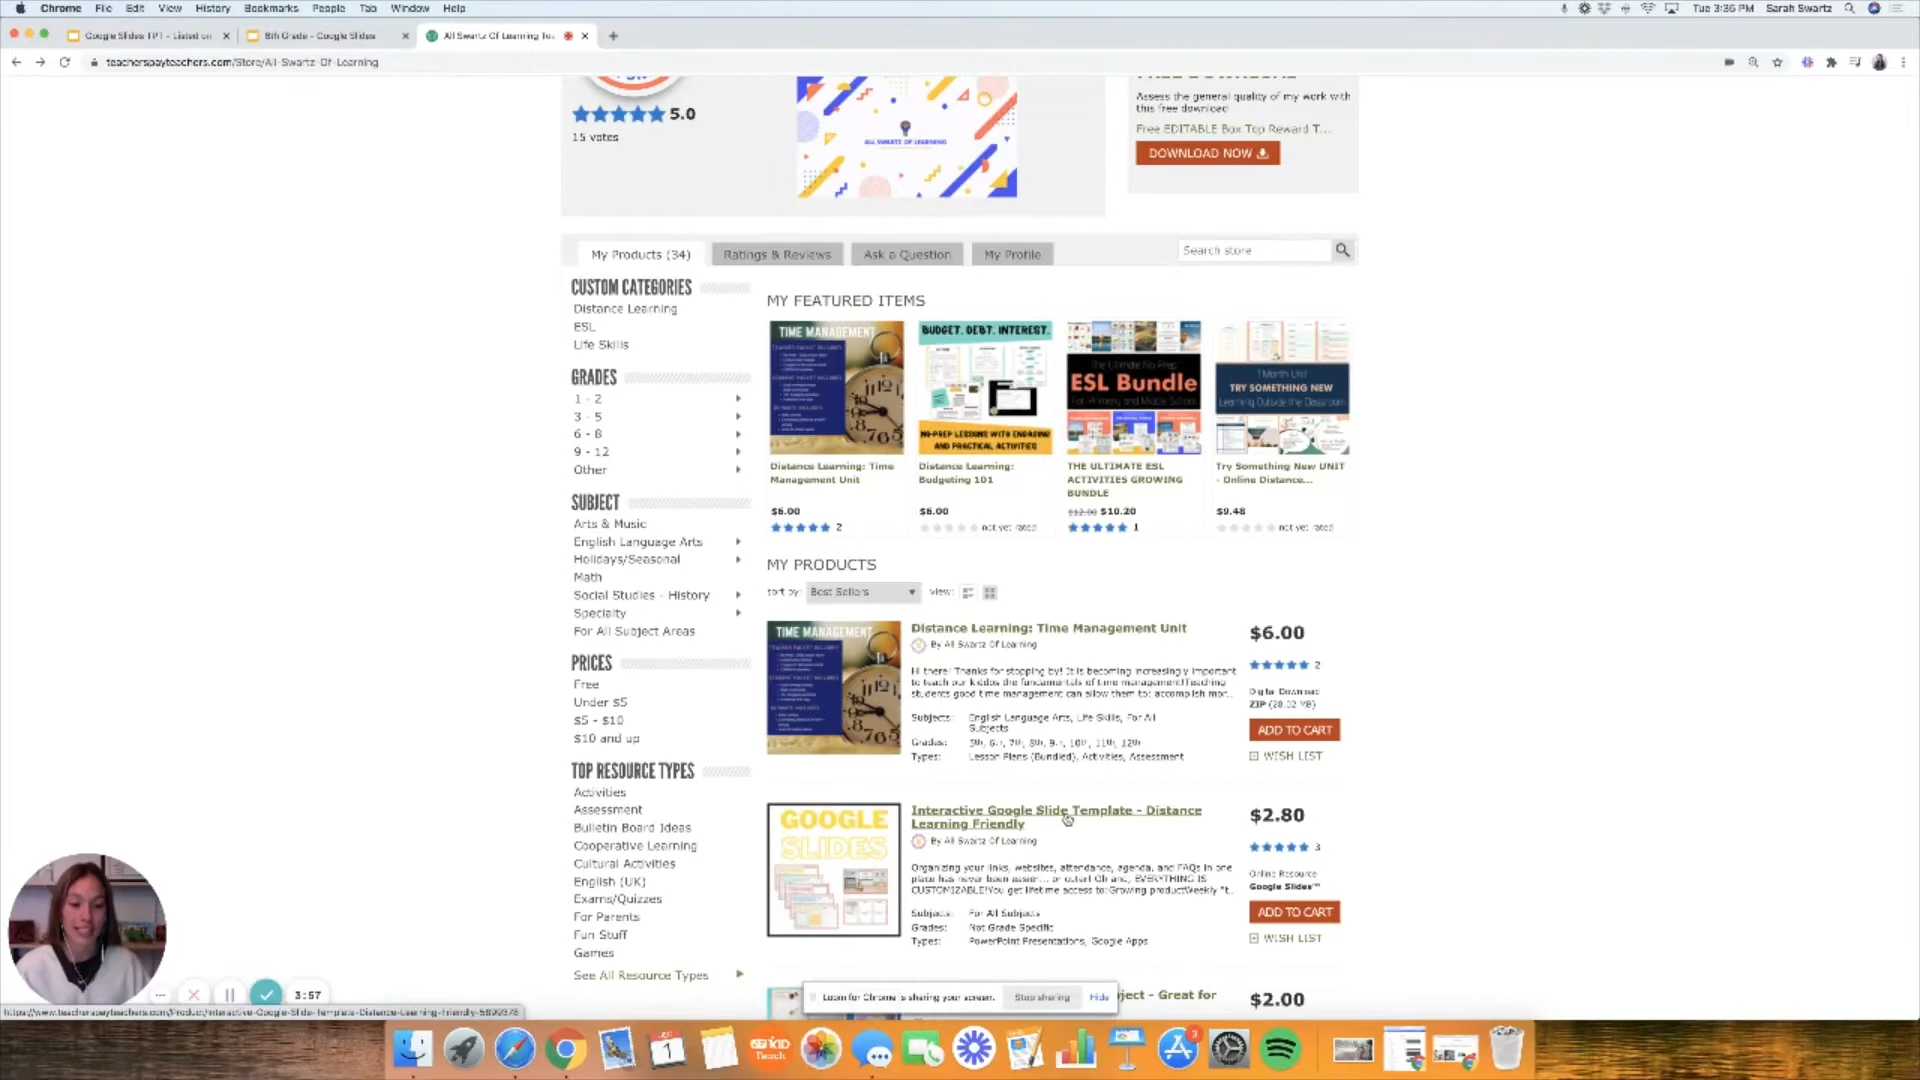 Chrome File Edit View History Bookmarks People Tab Window Help
Tue 3:36 PM Sarah Swartz
Google Slides TPT - Listed on
8th Grade - Google Slides
All Swartz Of Learning Tea
teacherspayteachers.com/Store/All-Swartz-Of-Learning
5.0
15 votes
ALL SWARTZ OF LEARNING
FREE DOWNLOAD
Assess the general quality of my work with
this free download
Free EDITABLE Box Top Reward T...
DOWNLOAD NOW
My Products (34)
Ratings & Reviews
Ask a Question
My Profile
Search store
CUSTOM CATEGORIES
Distance Learning
ESL
Life Skills
GRADES
1 - 2
3 - 5
6 - 8
9 - 12
Other
SUBJECT
Arts & Music
English Language Arts
Holidays/Seasonal
Math
Social Studies - History
Specialty
For All Subject Areas
PRICES
Free
Under $5
$5 - $10
$10 and up
TOP RESOURCE TYPES
Activities
Assessment
Bulletin Board Ideas
Cooperative Learning
Cultural Activities
English (UK)
Exams/Quizzes
For Parents
Fun Stuff
Games
See All Resource Types
MY FEATURED ITEMS
TIME MANAGEMENT
Distance Learning: Time
Management Unit
$6.00
2
BUDGET. DEBT. INTEREST.
NO-PREP LESSONS WITH ENGAGING
AND PRACTICAL ACTIVITIES
Distance Learning:
Budgeting 101
$6.00
not yet rated
The Ultimate No Prep
ESL Bundle
For Primary and Middle School
THE ULTIMATE ESL
ACTIVITIES GROWING
BUNDLE
$12.00 $10.20
1
1 Month Unit
TRY SOMETHING NEW
Learning Outside the Classroom
Try Something New UNIT
- Online Distance...
$9.48
not yet rated
MY PRODUCTS
sort by: Best Sellers view:
TIME MANAGEMENT
Distance Learning: Time Management Unit
By All Swartz Of Learning
Hi there! Thanks for stopping by! It is becoming increasingly important
to teach our kiddos the fundamentals of time management!Teaching
students good time management can allow them to: accomplish mor...
Subjects: English Language Arts, Life Skills, For All
Subjects
Grades: 5th, 6th, 7th, 8th, 9th, 10th, 11th, 12th
Types: Lesson Plans (Bundled), Activities, Assessment
$6.00
2
Digital Download
ZIP (28.02 MB)
ADD TO CART
WISH LIST
GOOGLE
SLIDES
Interactive Google Slide Template - Distance
Learning Friendly
By All Swartz Of Learning
Organizing your links, websites, attendance, agenda, and FAQs in one
place has never been easier... or cuter! Oh and, EVERYTHING IS
CUSTOMIZABLE!You get lifetime access to:Growing productWeekly "t...
Subjects: For All Subjects
Grades: Not Grade Specific
Types: PowerPoint Presentations, Google Apps
$2.80
3
Online Resource
Google Slides™
ADD TO CART
WISH LIST
ject - Great for
$2.00
3:57
Loom for Chrome is sharing your screen. Stop sharing Hide
https://www.teacherspayteachers.com/Product/Interactive-Google-Slide-Template-Distance-Learning-Friendly-5899378
1
GOKID
Teach
3